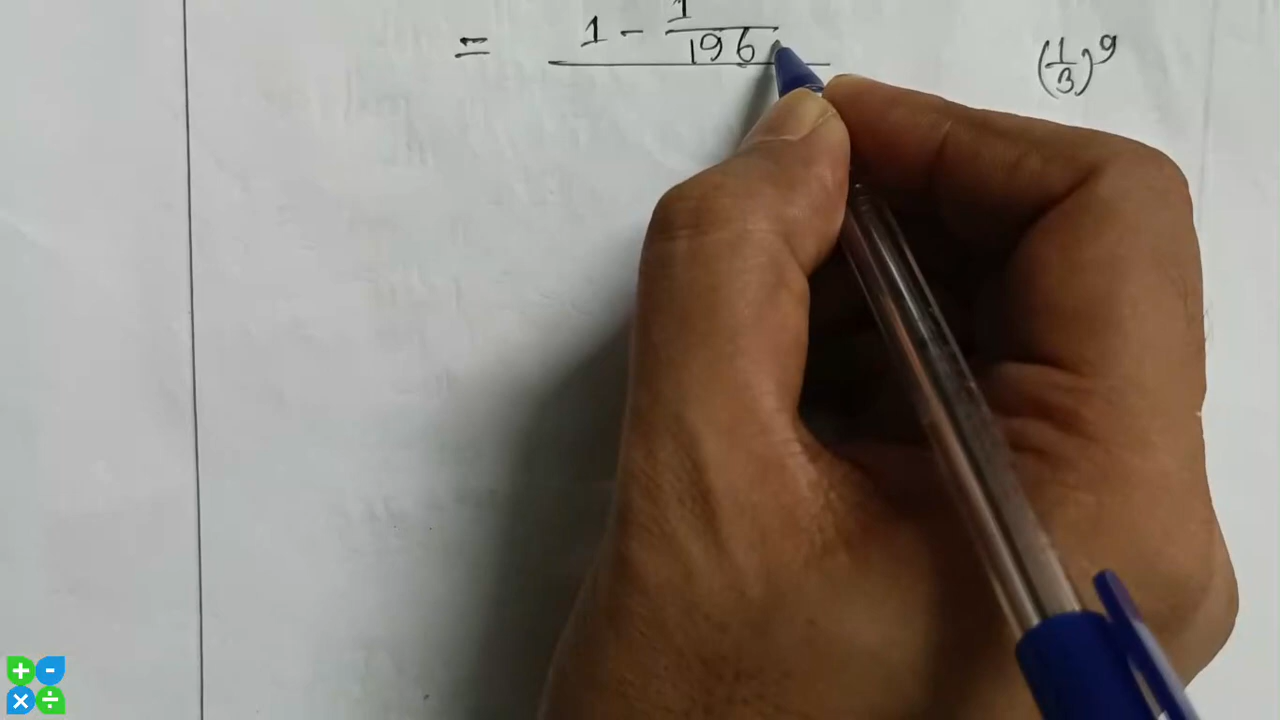 = 1 - 1/196
(1/3)^9